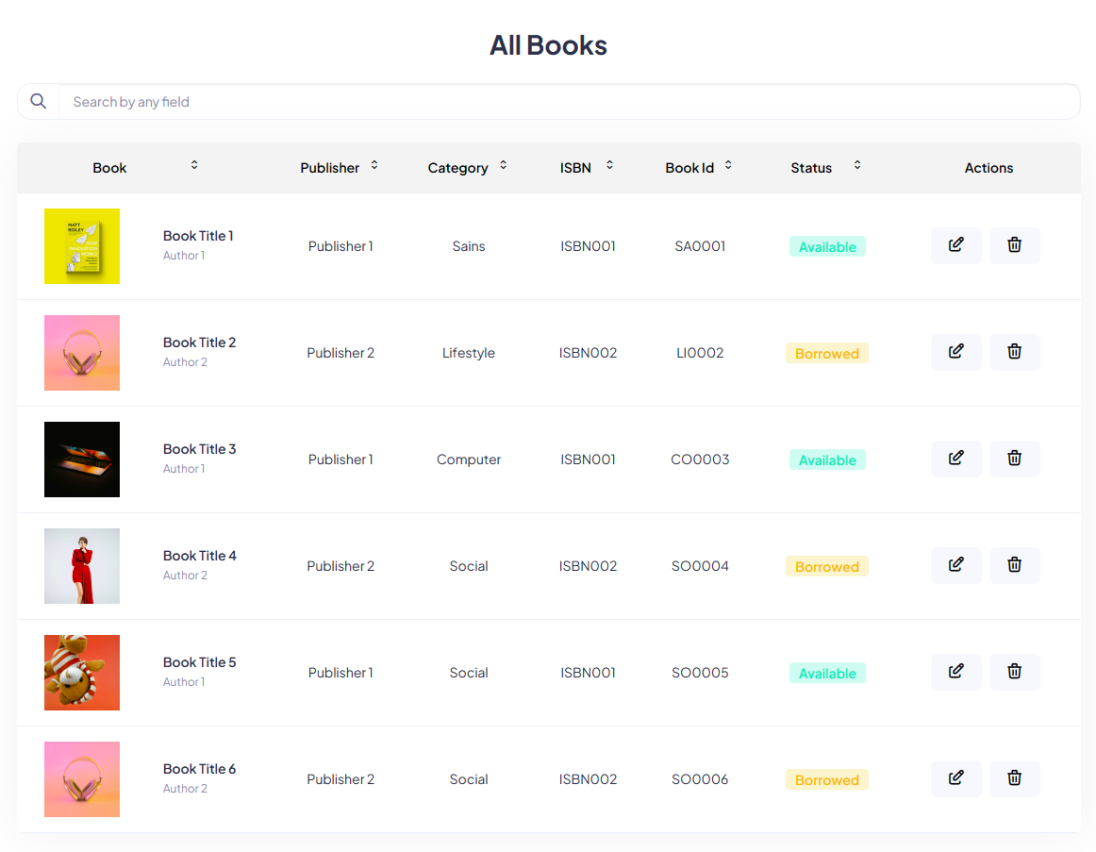 All Books
Search by any field
Book Publisher Category ISBN Book Id Status Actions
MATT
RIDLEY
Book Title 1
Author 1
Publisher 1 Sains ISBN001 SA0001 Available
Book Title 2
Author 2
Publisher 2 Lifestyle ISBN002 LI0002 Borrowed
Book Title 3
Author 1
Publisher 1 Computer ISBN001 CO0003 Available
Book Title 4
Author 2
Publisher 2 Social ISBN002 SO0004 Borrowed
Book Title 5
Author 1
Publisher 1 Social ISBN001 SO0005 Available
Book Title 6
Author 2
Publisher 2 Social ISBN002 SO0006 Borrowed